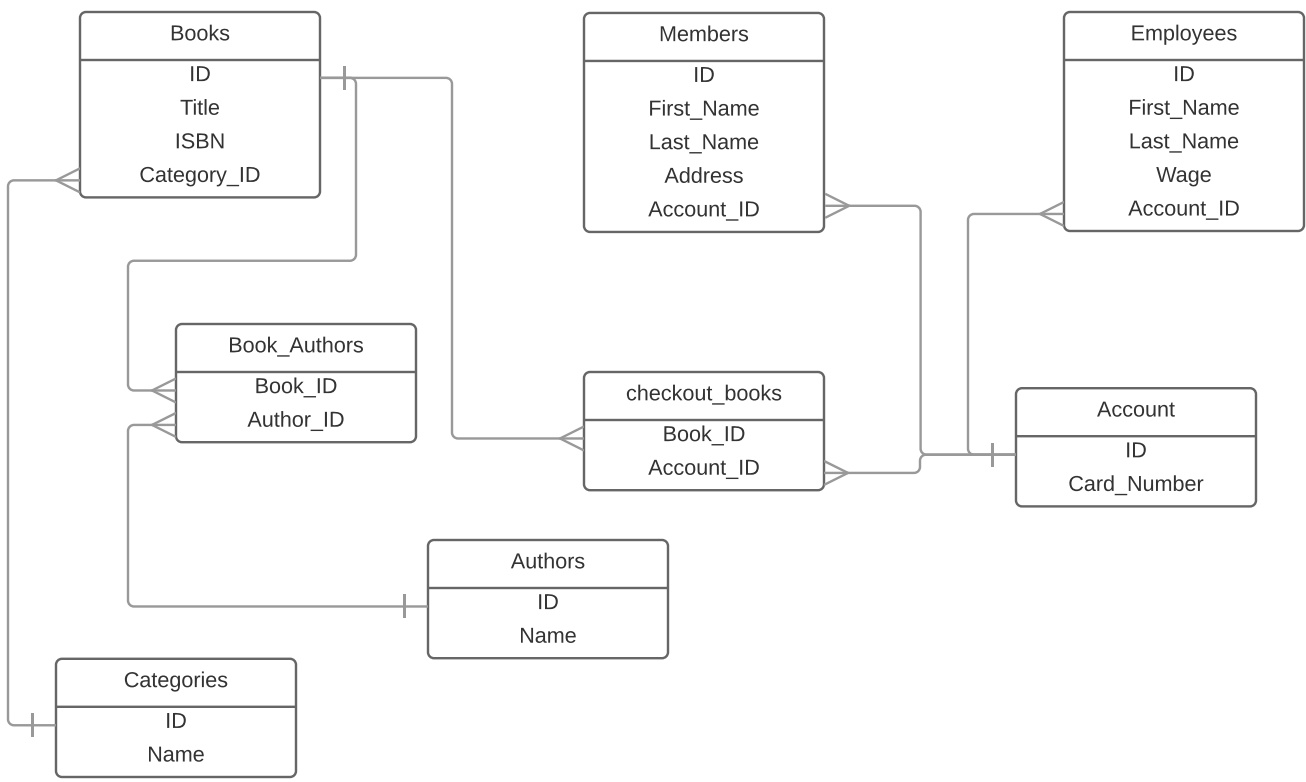 Books
ID
Title
ISBN
Category_ID
Members
ID
First_Name
Last_Name
Address
Account_ID
Employees
ID
First_Name
Last_Name
Wage
Account_ID
Book_Authors
Book_ID
Author_ID
checkout_books
Book_ID
Account_ID
Account
ID
Card_Number
Authors
ID
Name
Categories
ID
Name